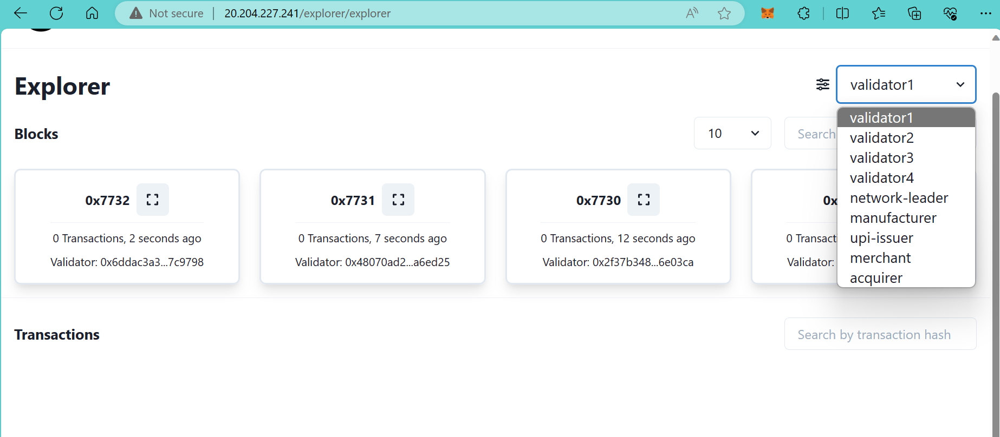 Not secure | 20.204.227.241/explorer/explorer
Explorer
validator1
validator1
validator2
validator3
validator4
network-leader
manufacturer
upi-issuer
merchant
acquirer
Blocks
10
Search
0x7732
0 Transactions, 2 seconds ago
Validator: 0x6ddac3a3...7c9798
0x7731
0 Transactions, 7 seconds ago
Validator: 0x48070ad2...a6ed25
0x7730
0 Transactions, 12 seconds ago
Validator: 0x2f37b348...6e03ca
0x
0 Transact
Validator:
Transactions
Search by transaction hash